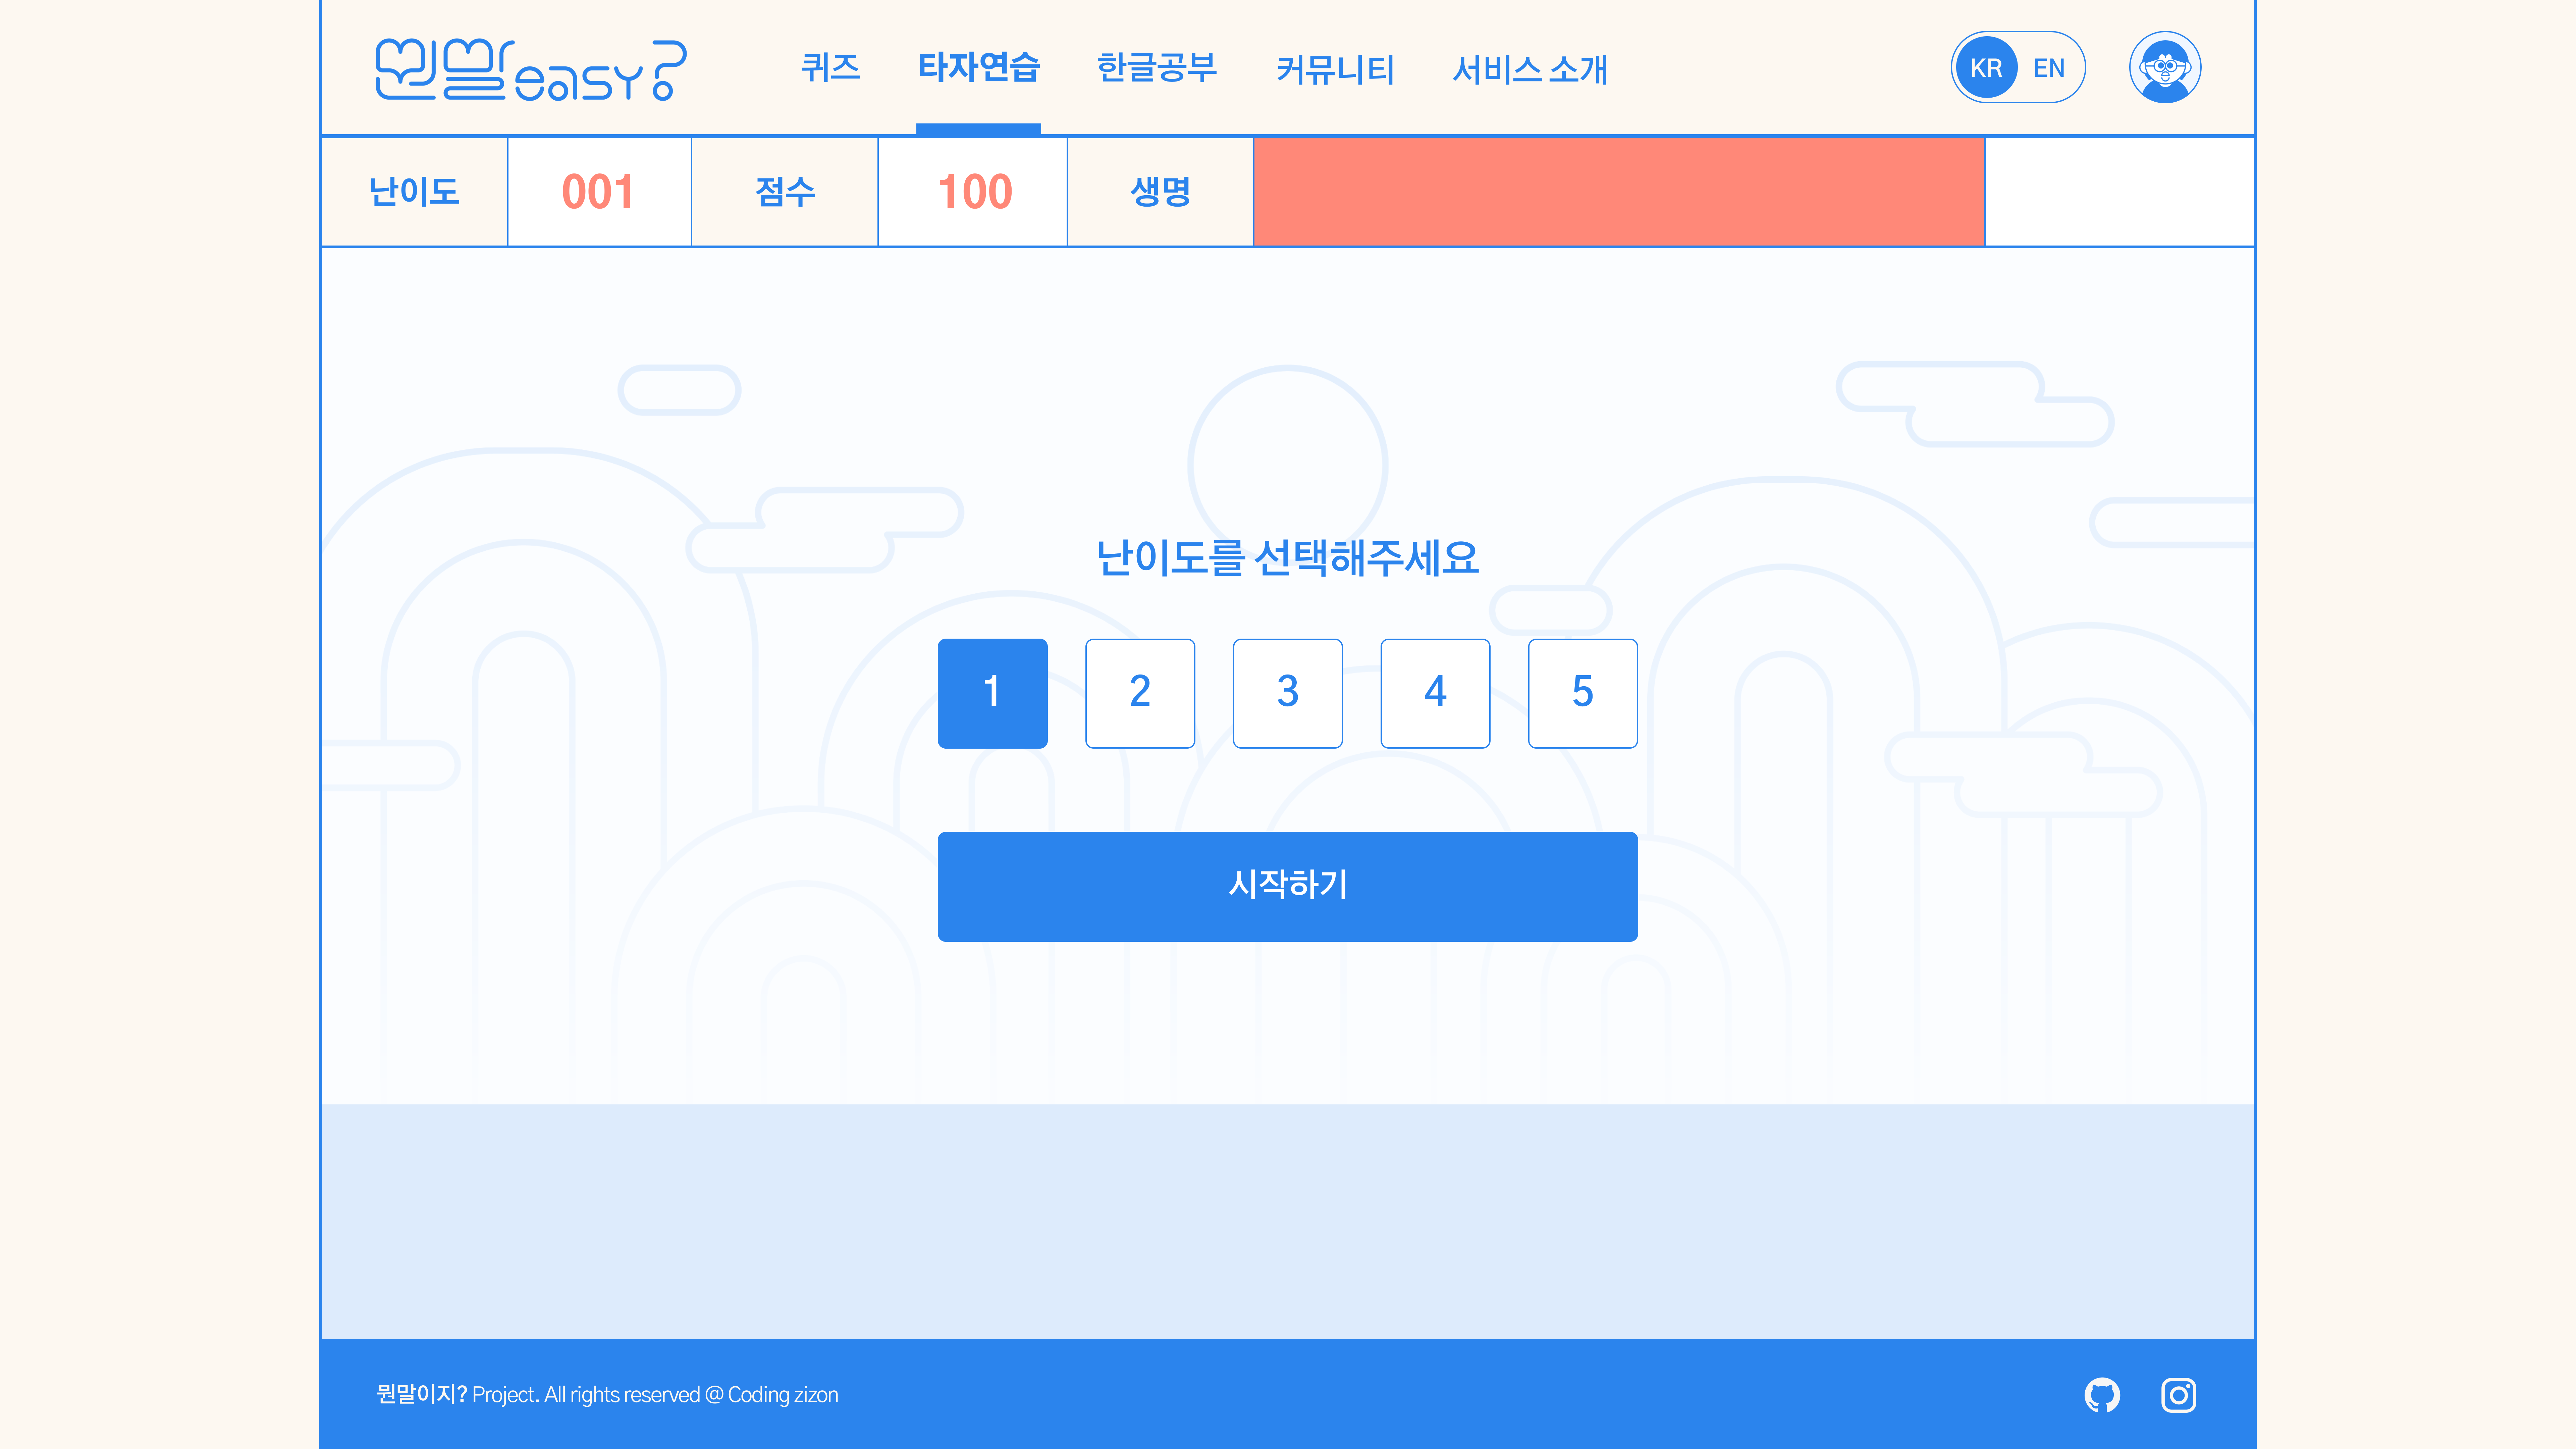 뭔말easy?
퀴즈 타자연습 한글공부 커뮤니티 서비스 소개 KR EN
난이도 001 점수 100 생명
난이도를 선택해주세요
1 2 3 4 5
시작하기
뭔말이지? Project. All rights reserved @ Coding zizon